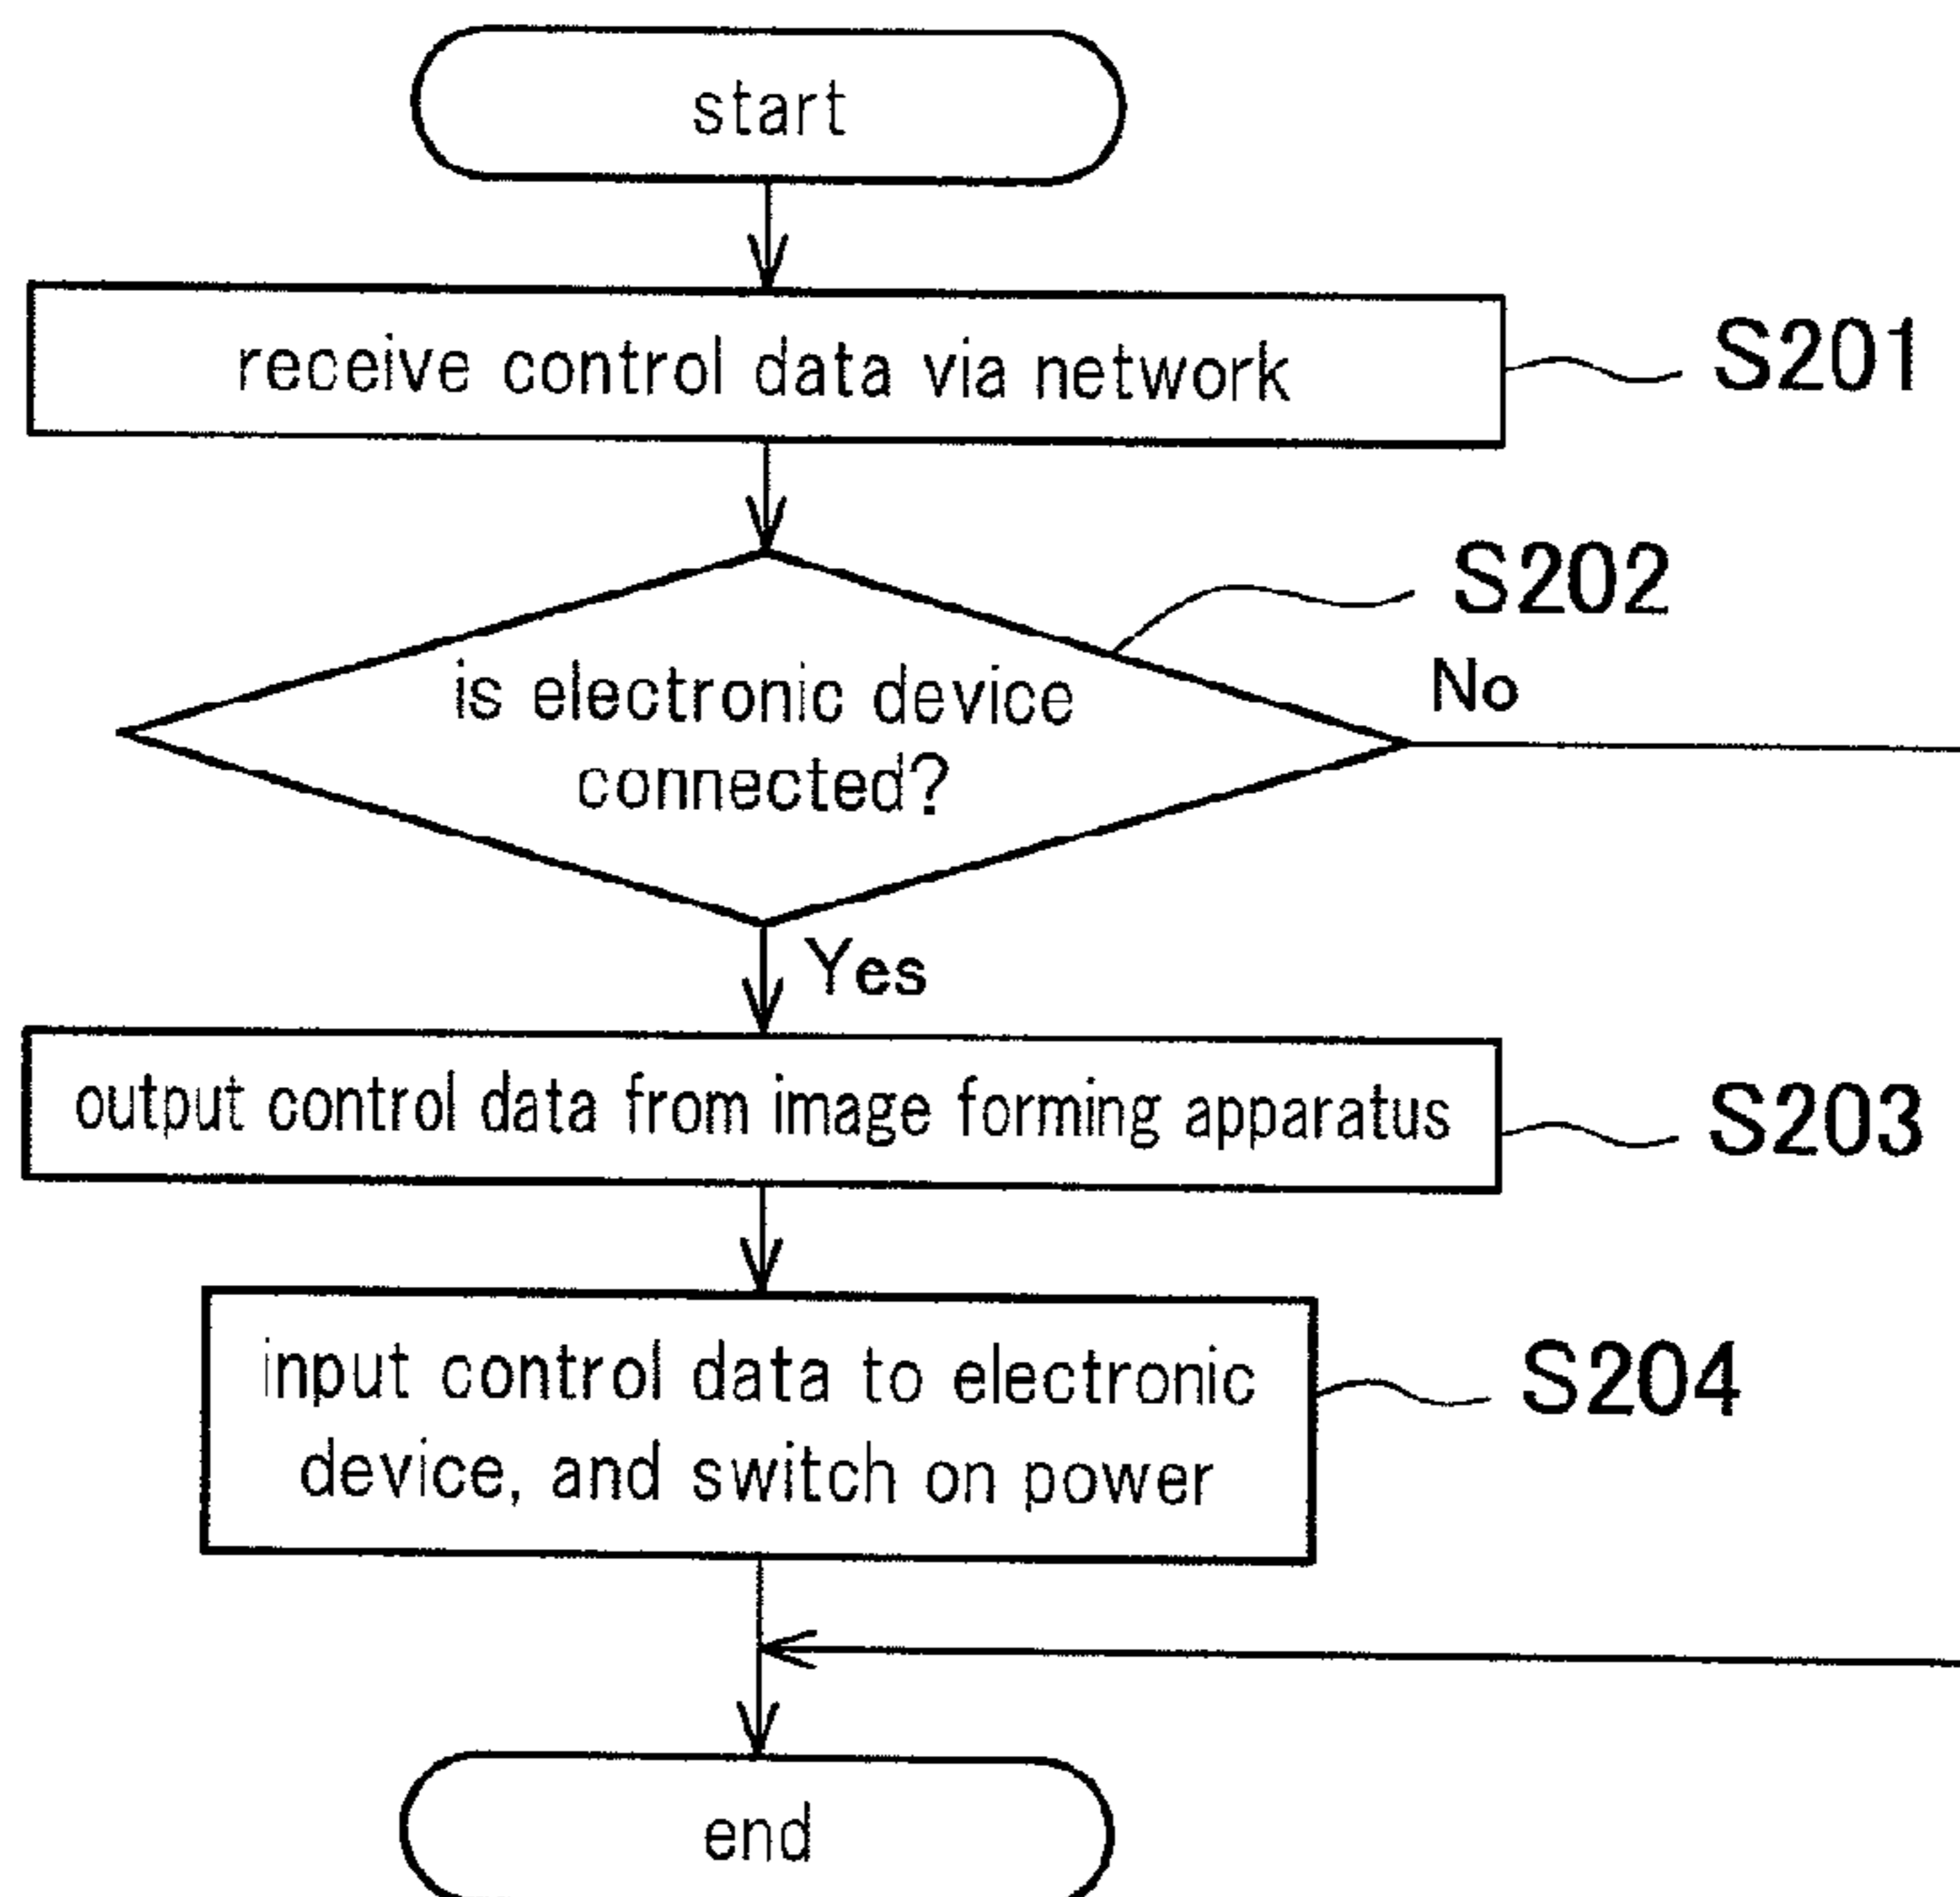 start
receive control data via network
S201
S202
is electronic device
connected?
No
Yes
output control data from image forming apparatus
S203
input control data to electronic
device, and switch on power
S204
end